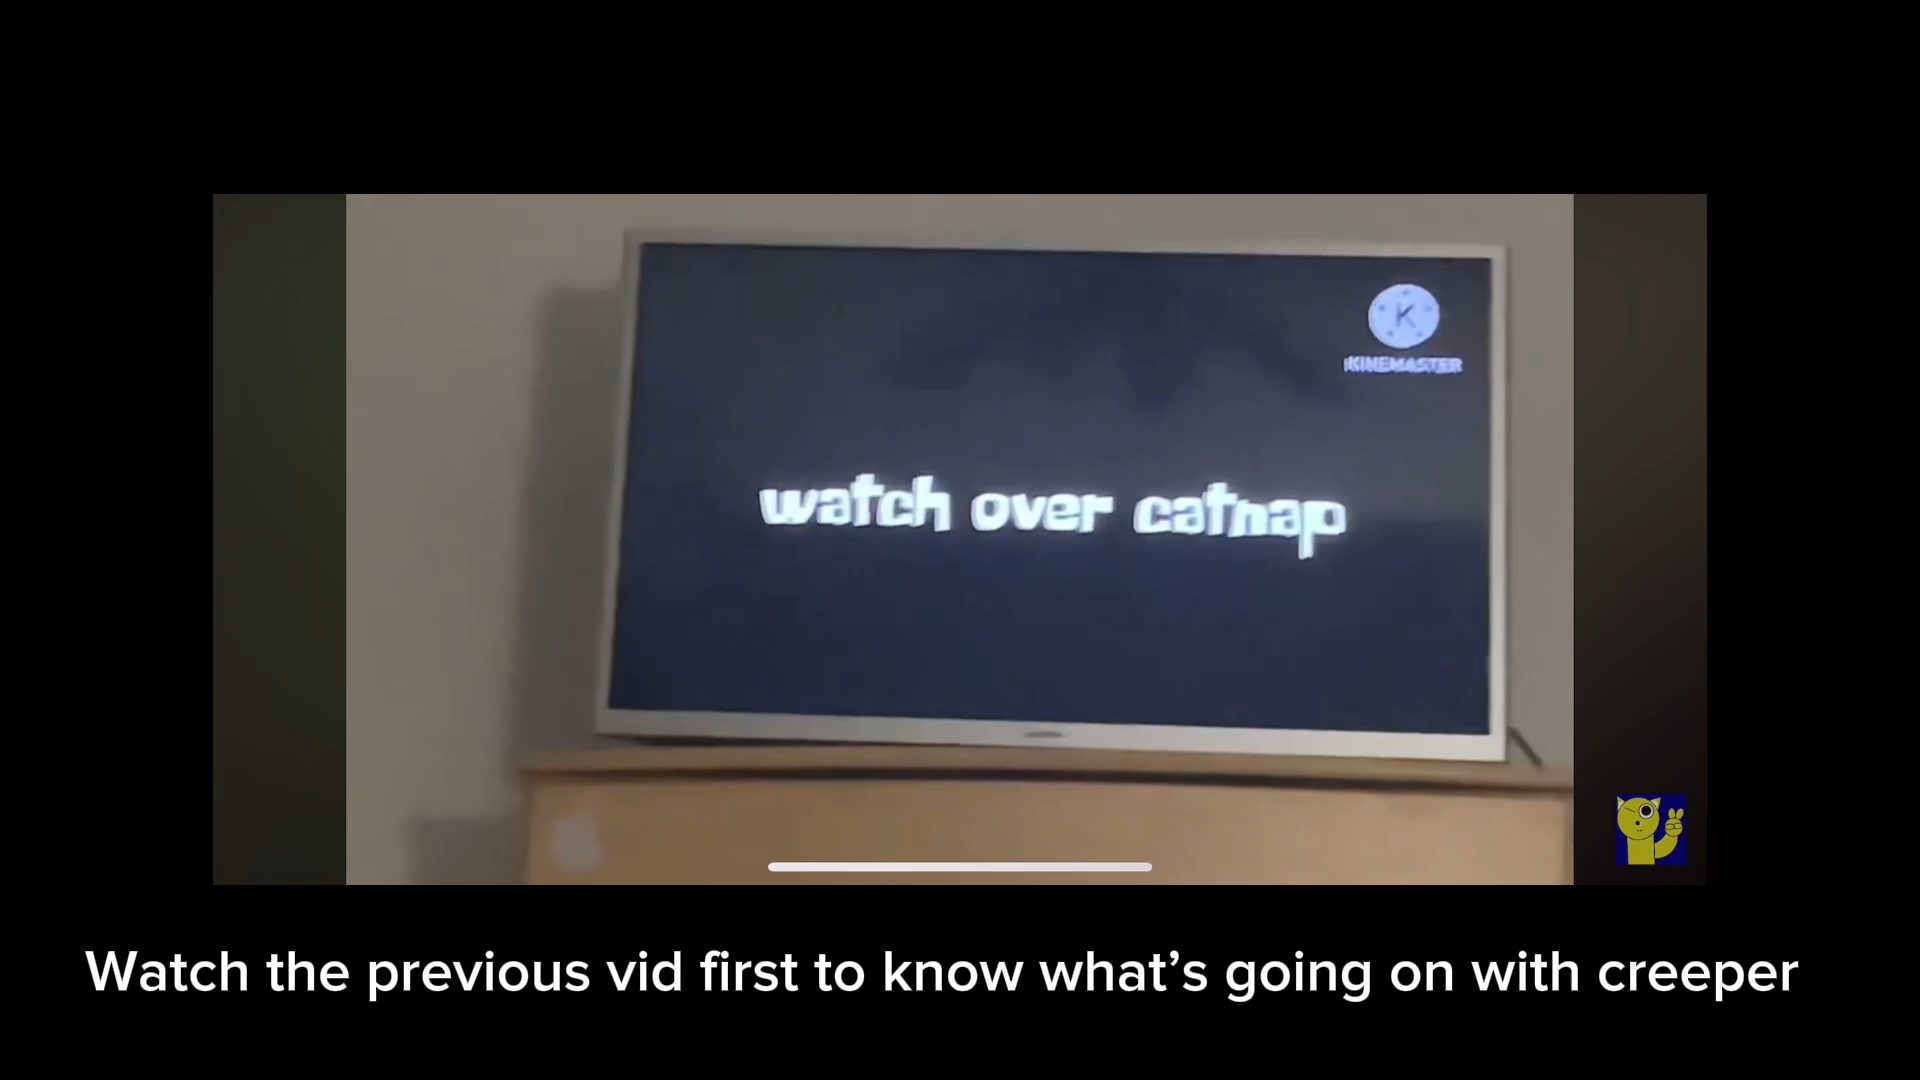 K
KINEMASTER
watch over catnap
Watch the previous vid first to know what’s going on with creeper